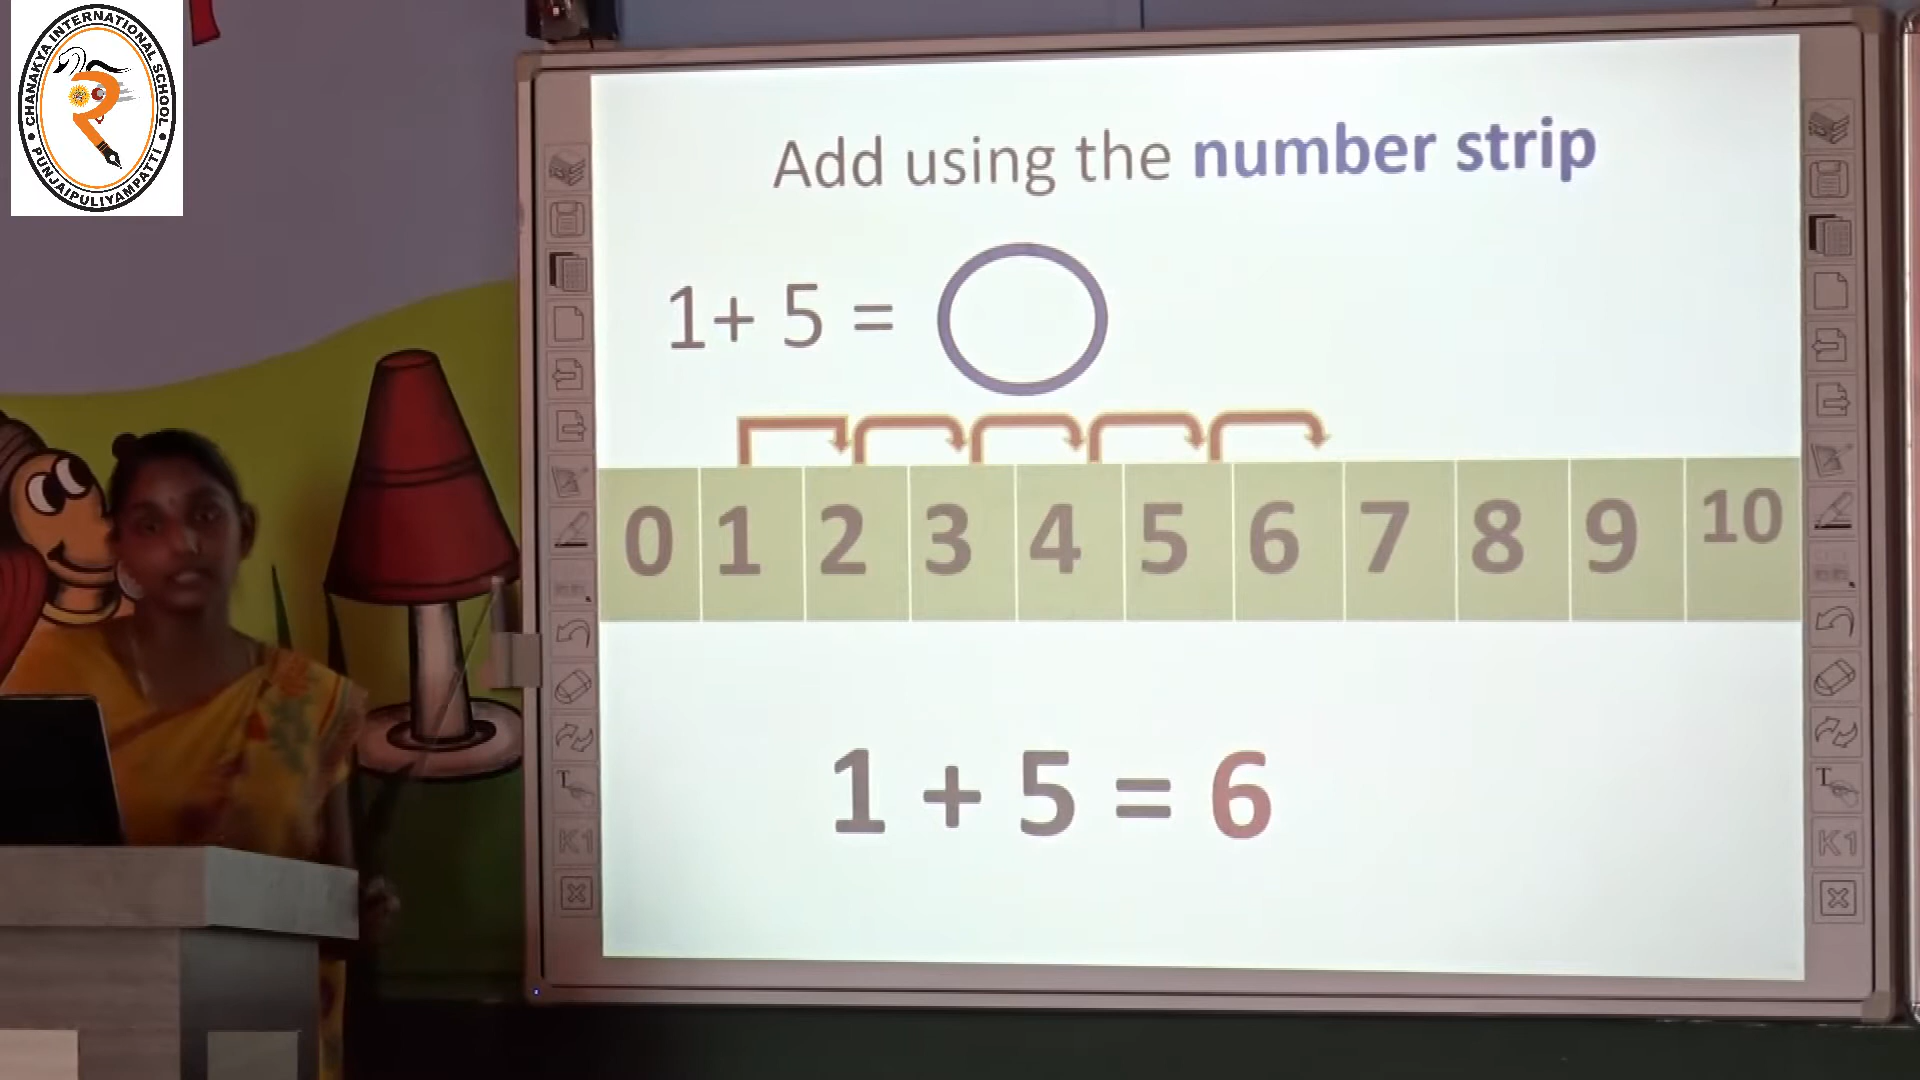 CHANAKYA INTERNATIONAL SCHOOL
PUNJAIPULIYAMPATTI
Add using the number strip
1+ 5 =
0 1 2 3 4 5 6 7 8 9 10
1 + 5 = 6
T
K1
T
K1